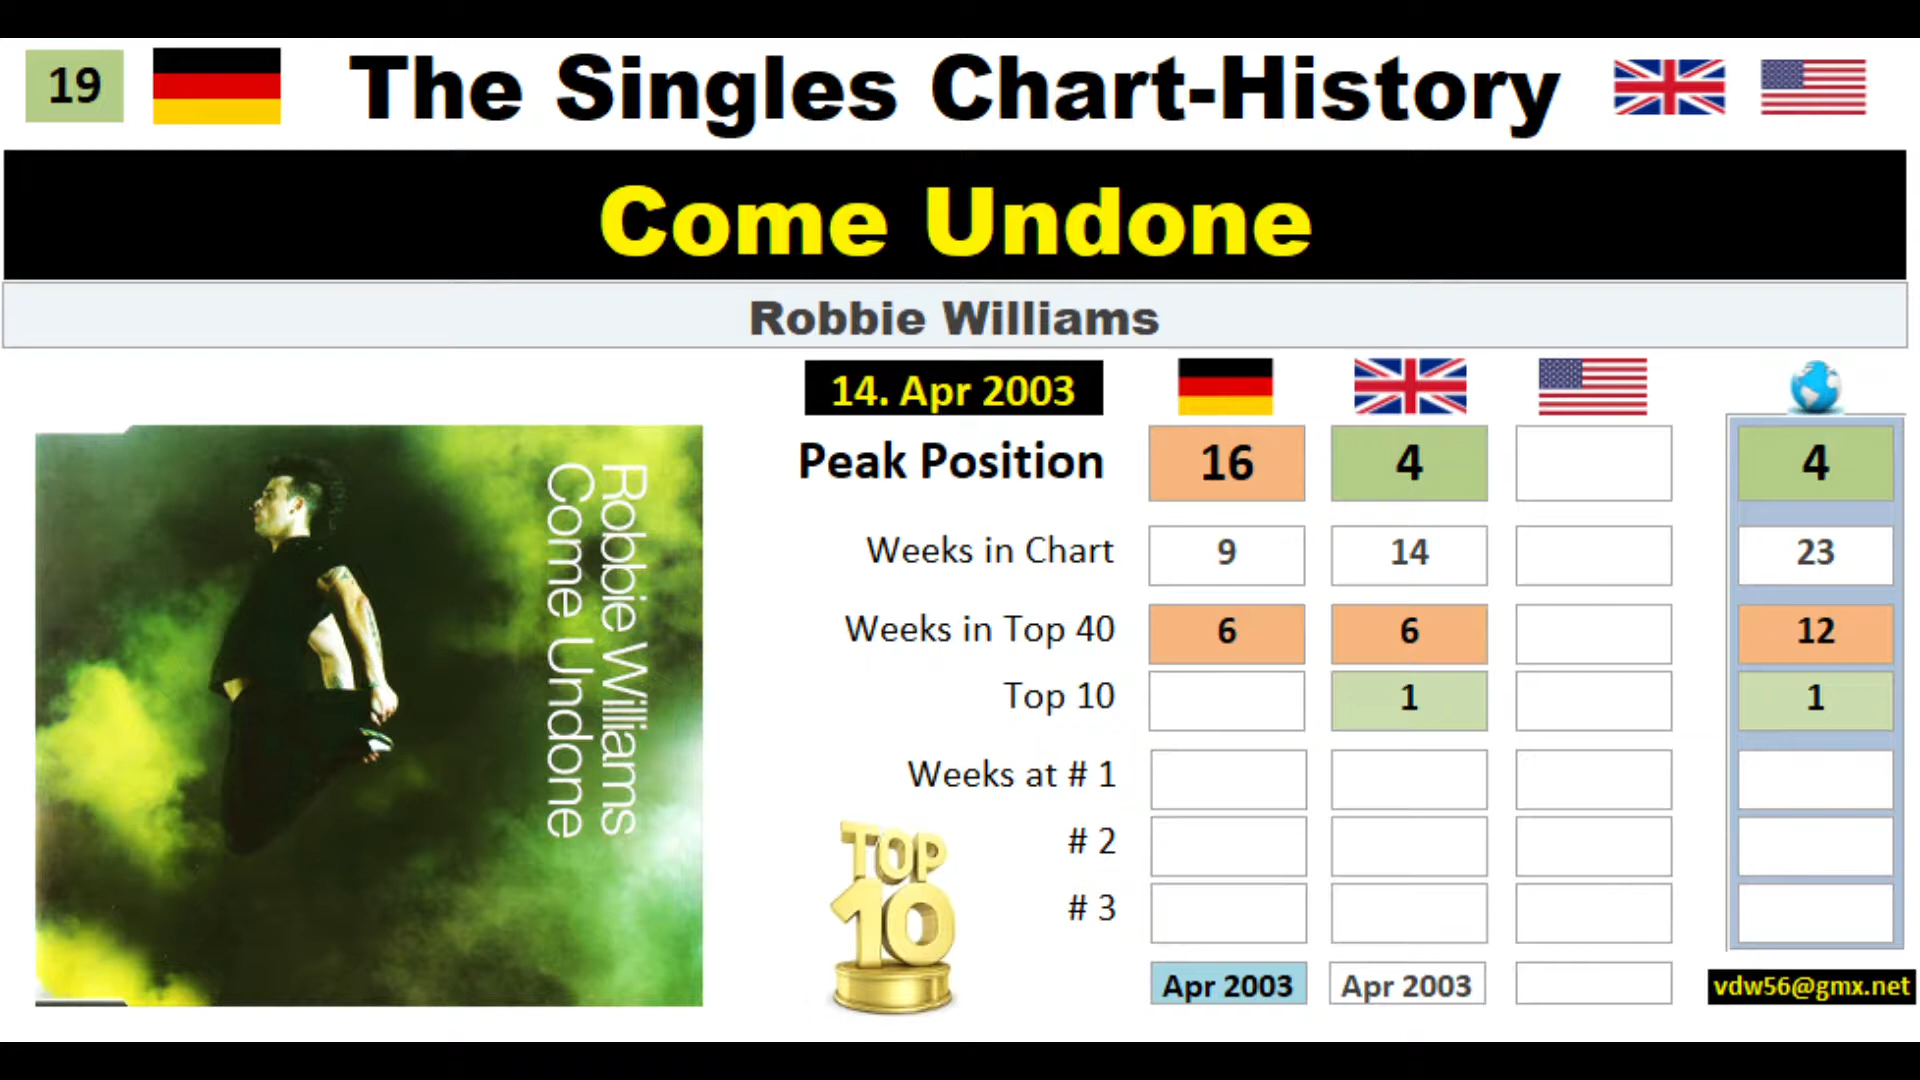 19 The Singles Chart-History
Come Undone
Robbie Williams
14. Apr 2003
Peak Position 16 4 4
Weeks in Chart 9 14 23
Weeks in Top 40 6 6 12
Top 10 1 1
Weeks at # 1
# 2
# 3
Apr 2003 Apr 2003 vdw56@gmx.net
Robbie Williams
Come Undone
TOP
10